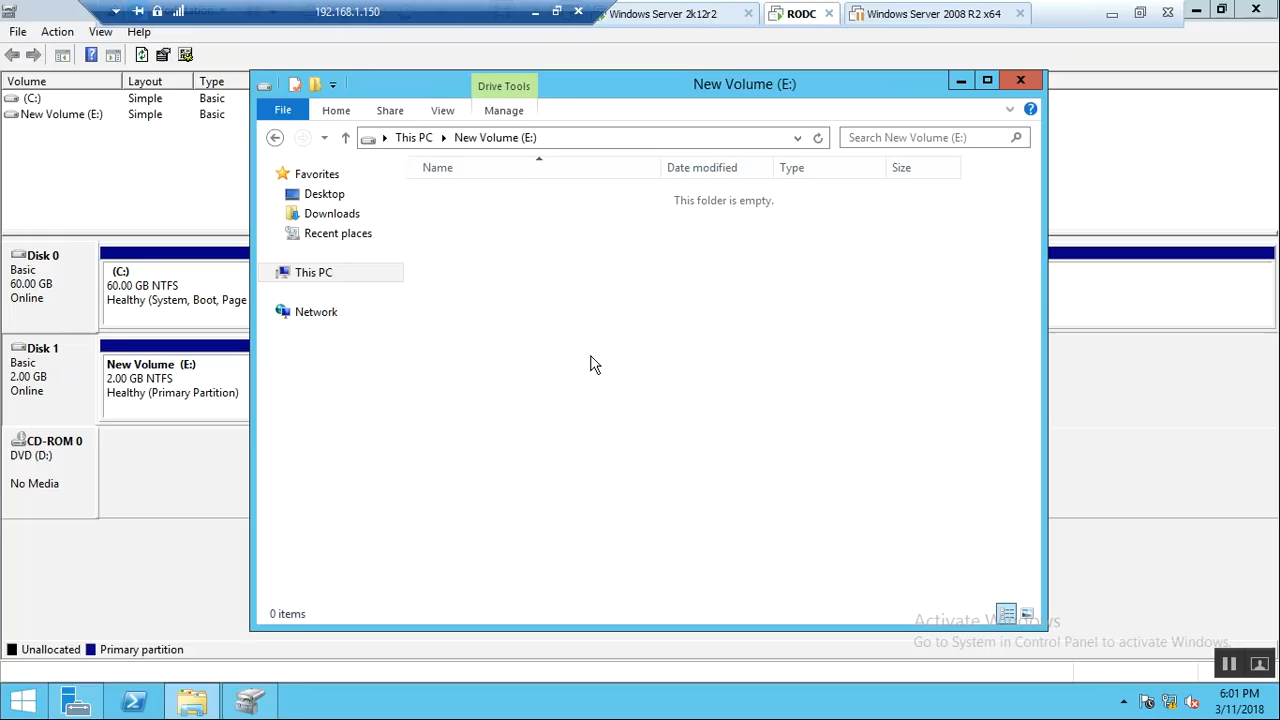 192.168.1.150
Windows Server 2k12r2
RODC
Windows Server 2008 R2 x64
File Action View Help
Volume Layout Type
(C:) Simple Basic
New Volume (E:) Simple Basic
New Volume (E:)
Drive Tools
File Home Share View Manage
This PC New Volume (E:)
Search New Volume (E:)
Name Date modified Type Size
This folder is empty.
Favorites
Desktop
Downloads
Recent places
This PC
Network
0 items
Disk 0
Basic
60.00 GB
Online
(C:)
60.00 GB NTFS
Healthy (System, Boot, Page
Disk 1
Basic
2.00 GB
Online
New Volume (E:)
2.00 GB NTFS
Healthy (Primary Partition)
CD-ROM 0
DVD (D:)
No Media
Unallocated Primary partition
Activate Windows
Go to System in Control Panel to activate Windows.
6:01 PM
3/11/2018